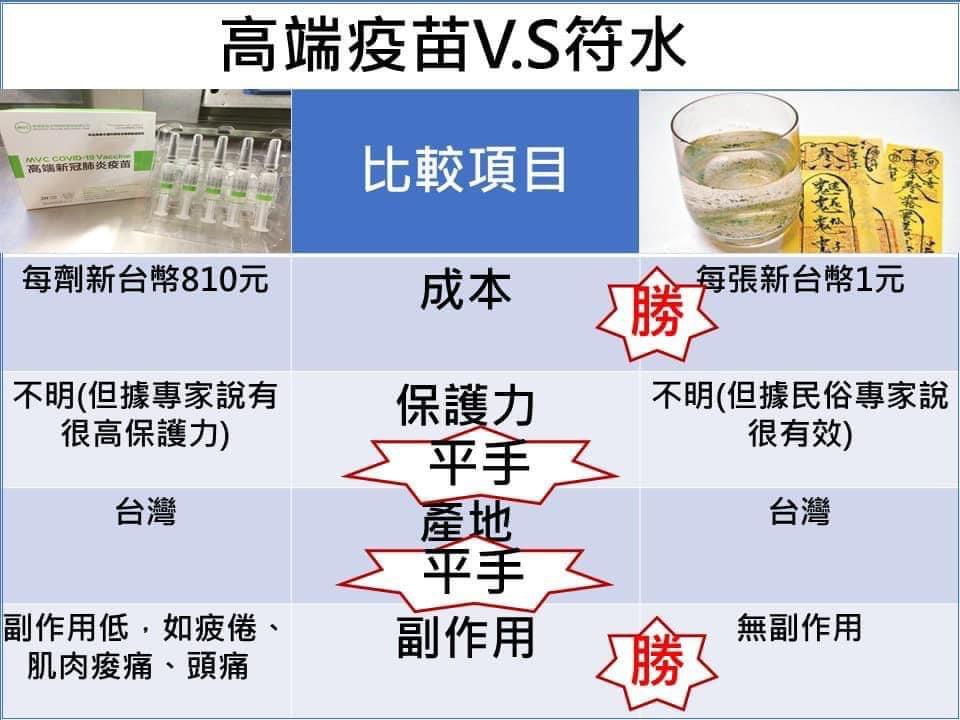 高端疫苗V.S符水
MVC COVID-19 Vaccine
高端新冠肺炎疫苗
比較項目
每劑新台幣810元
成本
勝
每張新台幣1元
不明(但據專家說有
很高保護力)
保護力
平手
不明(但據民俗專家說
很有效)
台灣
產地
平手
台灣
副作用低，如疲倦、
肌肉痠痛、頭痛
副作用
勝
無副作用